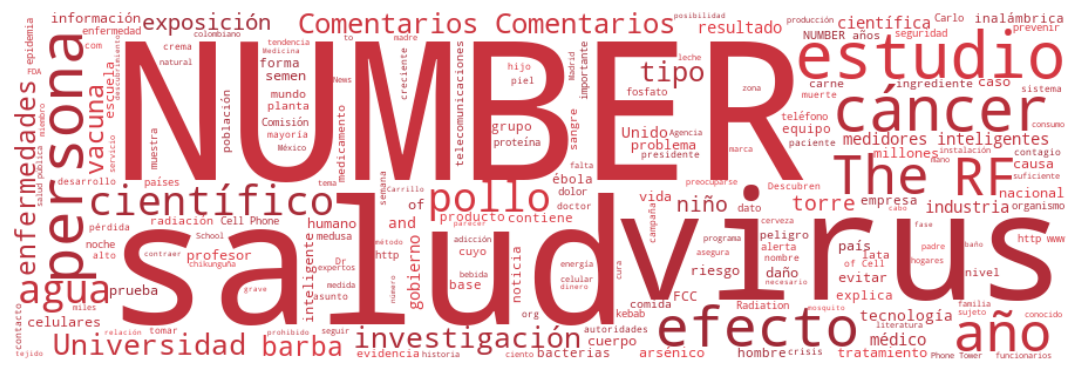 información
enfermedad
exposición
colombiano
tendencia
to
madre
Comentarios Comentarios
posibilidad
resultado
producción
científica
Carlo
inalámbrica
NUMBER años
seguridad
prevenir
epidemia
com
crema
Medicina
News
NUMBER
estudio
FDA
natural
forma
semen
creciente
hijo
piel
Madrid
importante
tipo
leche
carne
muerte
ingrediente
caso
sistema
persona
salud pública
miembro
vacuna
escuela
descubrimiento
servicio
mundo
planta
Comisión
mayoría
México
población
muestra
medicamento
telecomunicaciones
grupo
proteína
sangre
fosfato
zona
Unido
Agencia
problema
presidente
marca
teléfono
equipo
paciente
cáncer
consumo
medidores inteligentes
enfermedades
desarrollo
países
tema
semana
Carrillo
falta
ébola
dolor
doctor
preocuparse
Descubren
millones
mano
instalación
contagio
suficiente
causa
nacional
The RF
científico
pollo
vida
campaña
niño
dato
torre
empresa
industria
organismo
pérdida
radiación Cell Phone
humano
of
and
producto
contiene
parecer
salud
virus
noche
alto
School
profesor
medusa
http
método
adicción
cuyo
cerveza
programa
peligro
alerta
nombre
asegura
cabo
país
lata
fase
of Cell
padre
baño
hogares
http www
agua
prueba
contraer
chikunguña
inteligente
Dr
expertos
medida
asunto
gobierno
base
bebida
noticia
energía
celular
dinero
cura
riesgo
daño
necesario
evitar
nivel
contacto
miles
grave
número
org
comida
FCC
Radiation
mosquito
explica
familia
sujeto
celulares
relación
tomar
prohibido
seguir
investigación
kebab
autoridades
cuerpo
efecto
tecnología
literatura
médico
año
conocido
tejido
Universidad
barba
evidencia
historia
ciento
bacterias
arsénico
hombre
crisis
tratamiento
Phone Tower
funcionarios